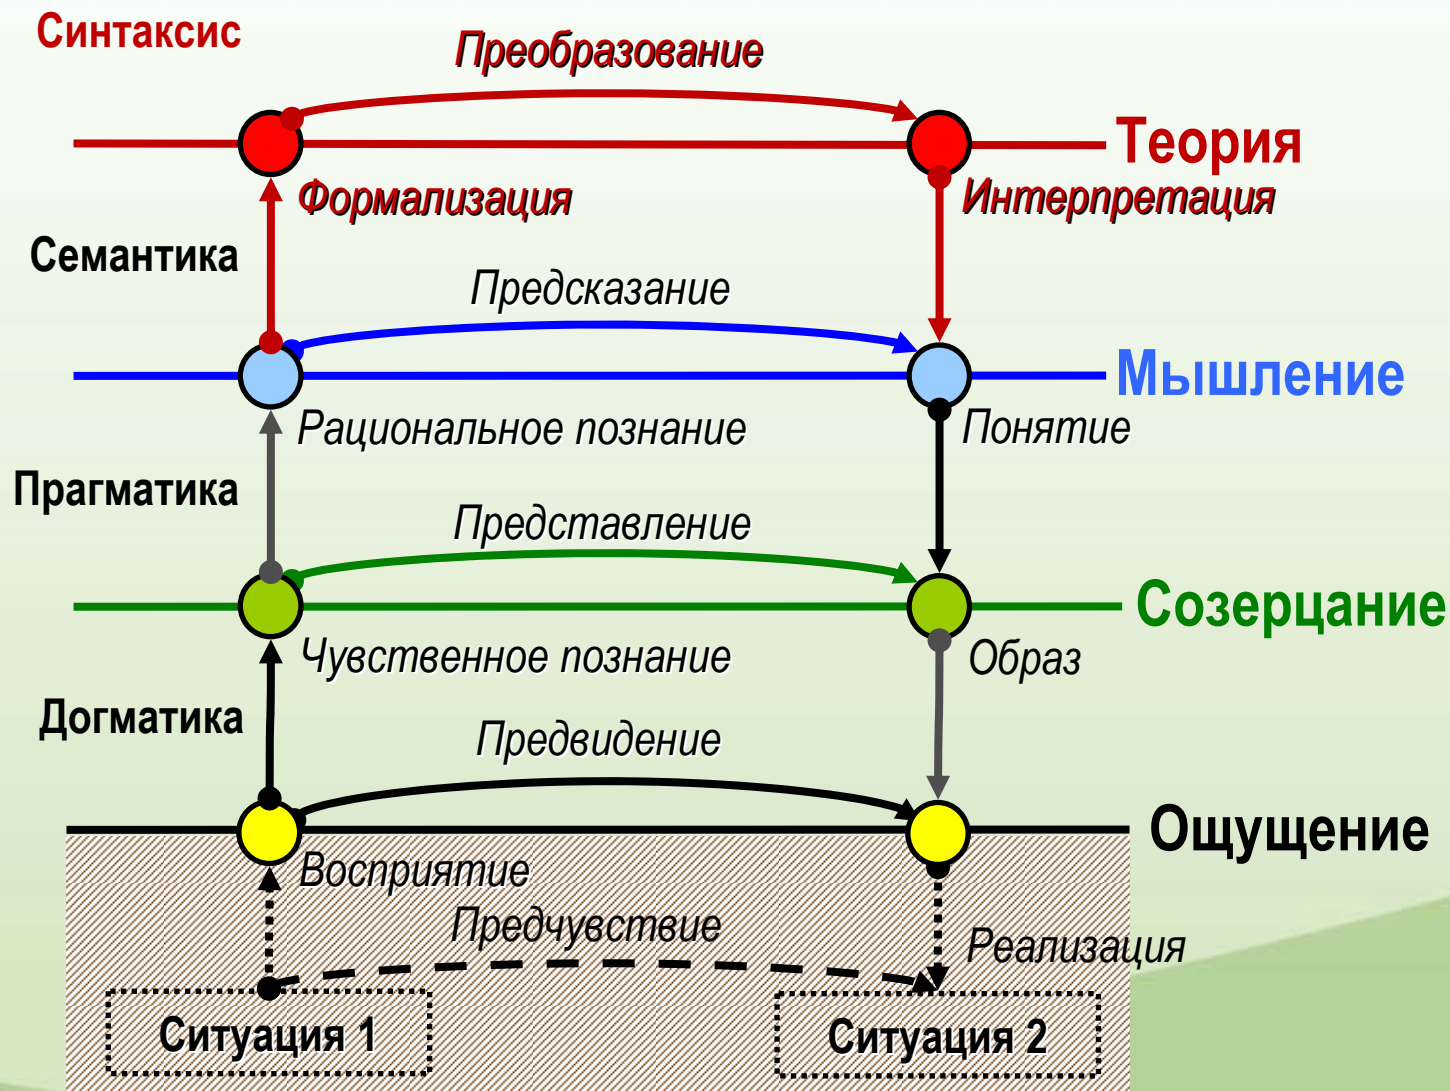 Синтаксис
Преобразование
Теория
Формализация
Интерпретация
Семантика
Предсказание
Мышление
Рациональное познание
Понятие
Прагматика
Представление
Созерцание
Чувственное познание
Образ
Догматика
Предвидение
Ощущение
Восприятие
Предчувствие
Реализация
Ситуация 1
Ситуация 2